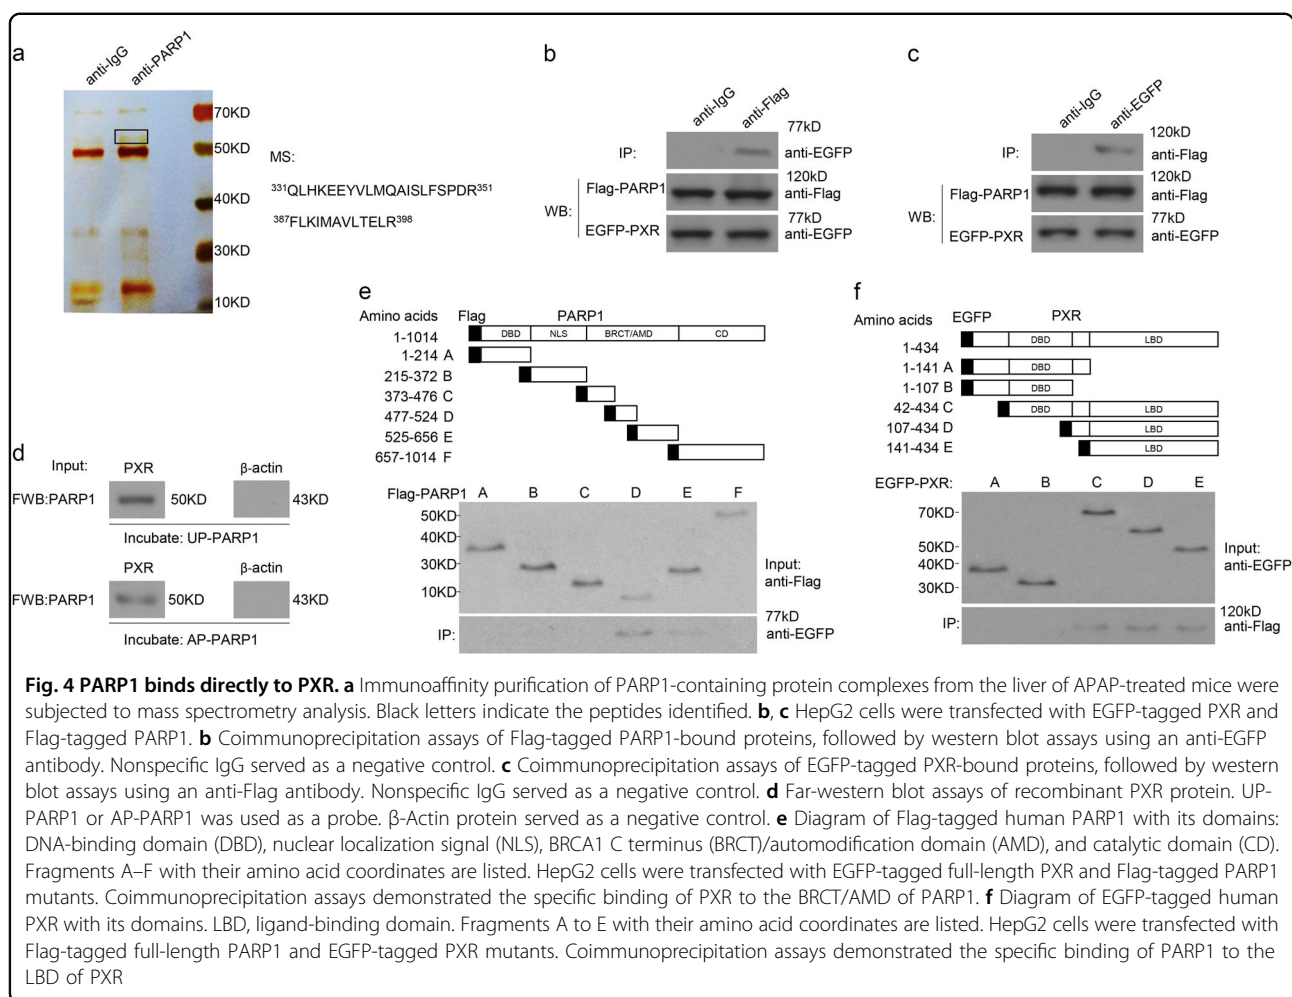 a
anti-IgG
anti-PARP1
70KD
50KD
40KD
30KD
10KD
MS:
331QLHKEEYVLMQAISLFSPDR351
387FLKIMAVLTELR398
b
anti-IgG
anti-Flag
77kD
IP:
anti-EGFP
120kD
Flag-PARP1
anti-Flag
WB:
77kD
EGFP-PXR
anti-EGFP
c
anti-IgG
anti-EGFP
120kD
IP:
anti-Flag
120kD
Flag-PARP1
anti-Flag
WB:
77kD
EGFP-PXR
anti-EGFP
d
Input:
PXR
β-actin
FWB:PARP1
50KD
43KD
Incubate: UP-PARP1
PXR
β-actin
FWB:PARP1
50KD
43KD
Incubate: AP-PARP1
e
Amino acids
Flag
PARP1
1-1014
DBD
NLS
BRCT/AMD
CD
1-214 A
215-372 B
373-476 C
477-524 D
525-656 E
657-1014 F
Flag-PARP1
A
B
C
D
E
F
50KD-
40KD-
30KD-
10KD-
Input:
anti-Flag
77kD
IP:
anti-EGFP
f
Amino acids
EGFP
PXR
1-434
DBD
LBD
1-141 A
DBD
1-107 B
DBD
42-434 C
DBD
LBD
107-434 D
LBD
141-434 E
LBD
EGFP-PXR:
A
B
C
D
E
70KD-
50KD-
40KD-
30KD-
Input:
anti-EGFP
120kD
IP:
anti-Flag
Fig. 4 PARP1 binds directly to PXR. a Immunoaffinity purification of PARP1-containing protein complexes from the liver of APAP-treated mice were
subjected to mass spectrometry analysis. Black letters indicate the peptides identified. b, c HepG2 cells were transfected with EGFP-tagged PXR and
Flag-tagged PARP1. b Coimmunoprecipitation assays of Flag-tagged PARP1-bound proteins, followed by western blot assays using an anti-EGFP
antibody. Nonspecific IgG served as a negative control. c Coimmunoprecipitation assays of EGFP-tagged PXR-bound proteins, followed by western
blot assays using an anti-Flag antibody. Nonspecific IgG served as a negative control. d Far-western blot assays of recombinant PXR protein. UP-
PARP1 or AP-PARP1 was used as a probe. β-Actin protein served as a negative control. e Diagram of Flag-tagged human PARP1 with its domains:
DNA-binding domain (DBD), nuclear localization signal (NLS), BRCA1 C terminus (BRCT)/automodification domain (AMD), and catalytic domain (CD).
Fragments A–F with their amino acid coordinates are listed. HepG2 cells were transfected with EGFP-tagged full-length PXR and Flag-tagged PARP1
mutants. Coimmunoprecipitation assays demonstrated the specific binding of PXR to the BRCT/AMD of PARP1. f Diagram of EGFP-tagged human
PXR with its domains. LBD, ligand-binding domain. Fragments A to E with their amino acid coordinates are listed. HepG2 cells were transfected with
Flag-tagged full-length PARP1 and EGFP-tagged PXR mutants. Coimmunoprecipitation assays demonstrated the specific binding of PARP1 to the
LBD of PXR